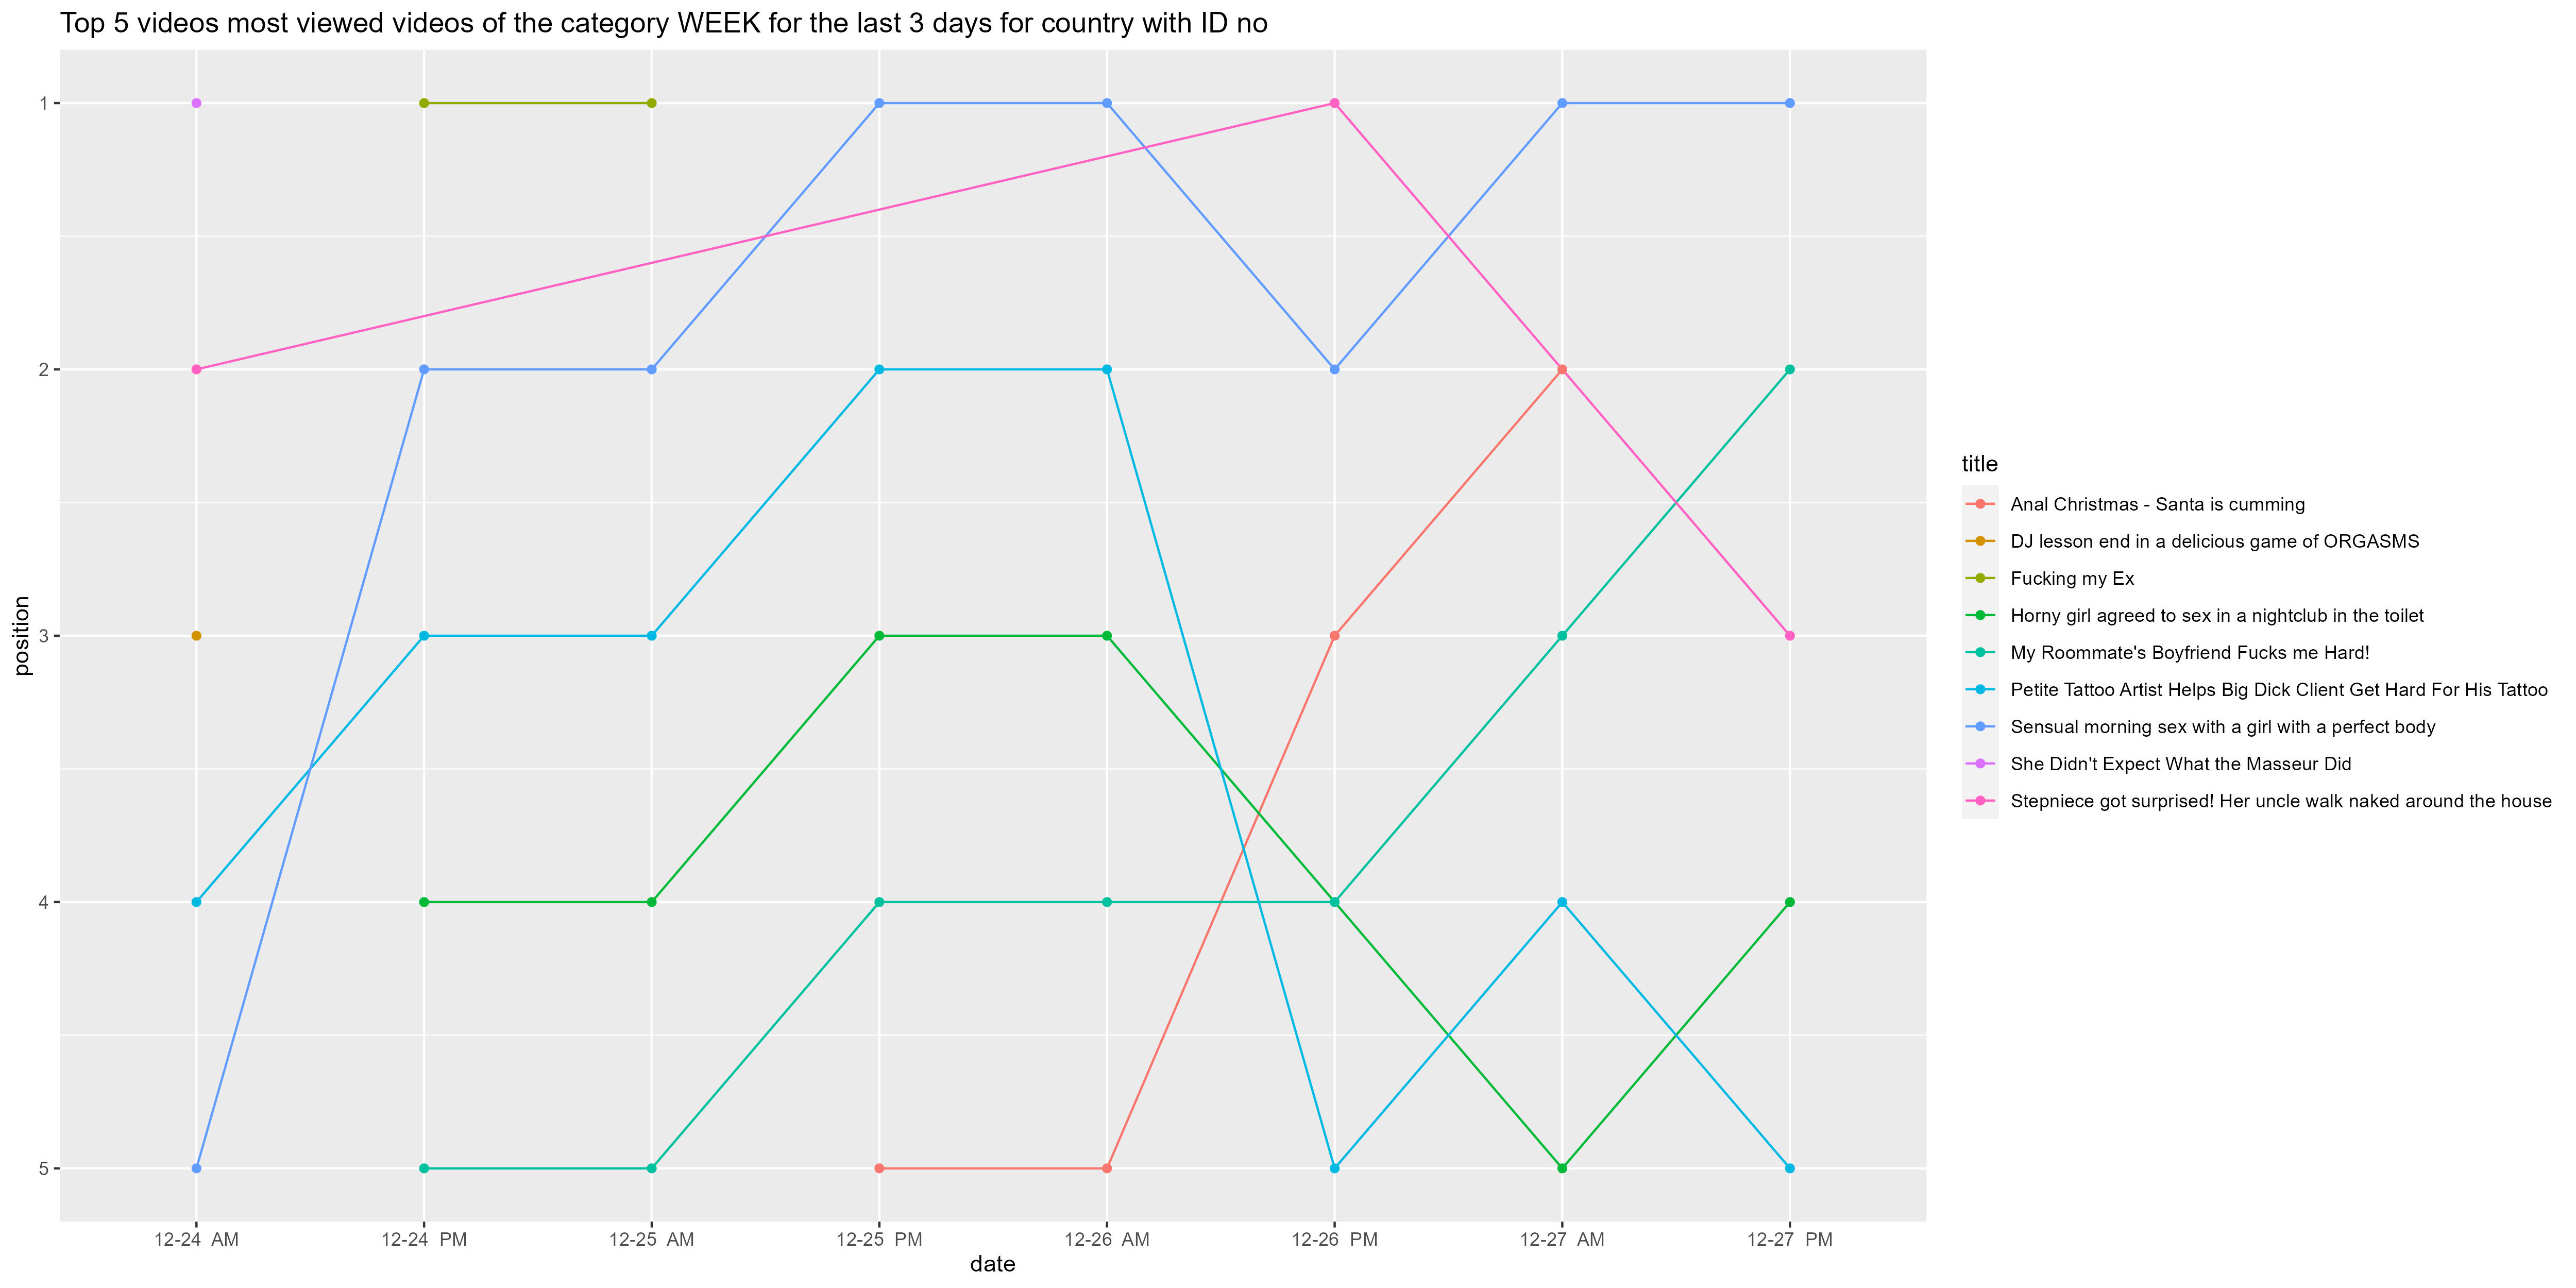 Top 5 videos most viewed videos of the category WEEK for the last 3 days for country with ID no
position
1
2
3
4
5
12-24  AM
12-24  PM
12-25  AM
12-25  PM
12-26  AM
12-26  PM
12-27  AM
12-27  PM
date
title
Anal Christmas - Santa is cumming
DJ lesson end in a delicious game of ORGASMS
Fucking my Ex
Horny girl agreed to sex in a nightclub in the toilet
My Roommate's Boyfriend Fucks me Hard!
Petite Tattoo Artist Helps Big Dick Client Get Hard For His Tattoo
Sensual morning sex with a girl with a perfect body
She Didn't Expect What the Masseur Did
Stepniece got surprised! Her uncle walk naked around the house